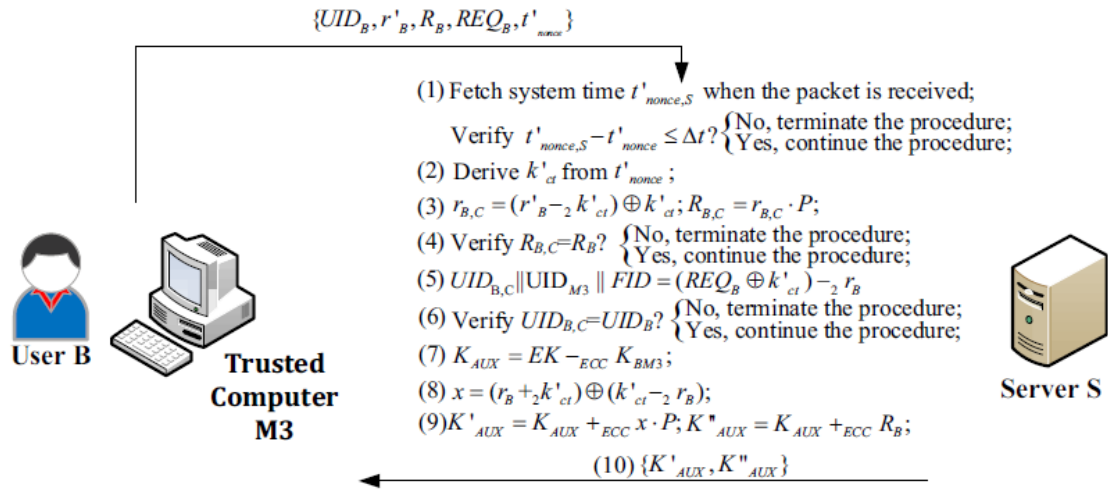 {UID_B, r'_B, R_B, REQ_B, t'_nonce}
(1) Fetch system time t'_nonce,S when the packet is received;
Verify t'_nonce,S − t'_nonce ≤ Δt? {No, terminate the procedure;
Yes, continue the procedure;
(2) Derive k'_ct from t'_nonce ;
(3) r_B,C = (r'_B −_2 k'_ct) ⊕ k'_ct; R_B,C = r_B,C · P;
(4) Verify R_B,C=R_B? {No, terminate the procedure;
Yes, continue the procedure;
(5) UID_B,C || UID_M3 || FID = (REQ_B ⊕ k'_ct) −_2 r_B
(6) Verify UID_B,C=UID_B? {No, terminate the procedure;
Yes, continue the procedure;
(7) K_AUX = EK −_ECC K_BM3;
(8) x = (r_B +_2 k'_ct) ⊕ (k'_ct −_2 r_B);
(9) K'_AUX = K_AUX +_ECC x · P; K"_AUX = K_AUX +_ECC R_B;
(10) {K'_AUX, K"_AUX}
User B
Trusted
Computer
M3
Server S